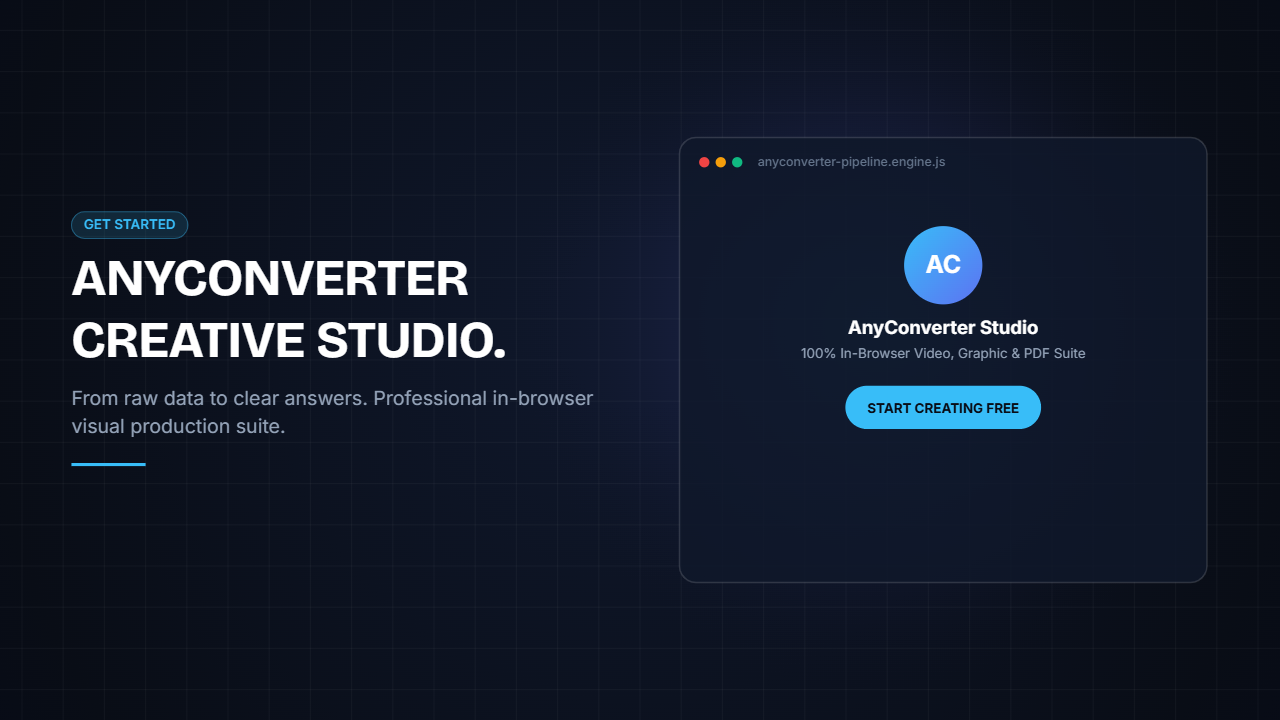 GET STARTED
ANYCONVERTER
CREATIVE STUDIO.
From raw data to clear answers. Professional in-browser
visual production suite.
anyconverter-pipeline.engine.js
AC
AnyConverter Studio
100% In-Browser Video, Graphic & PDF Suite
START CREATING FREE